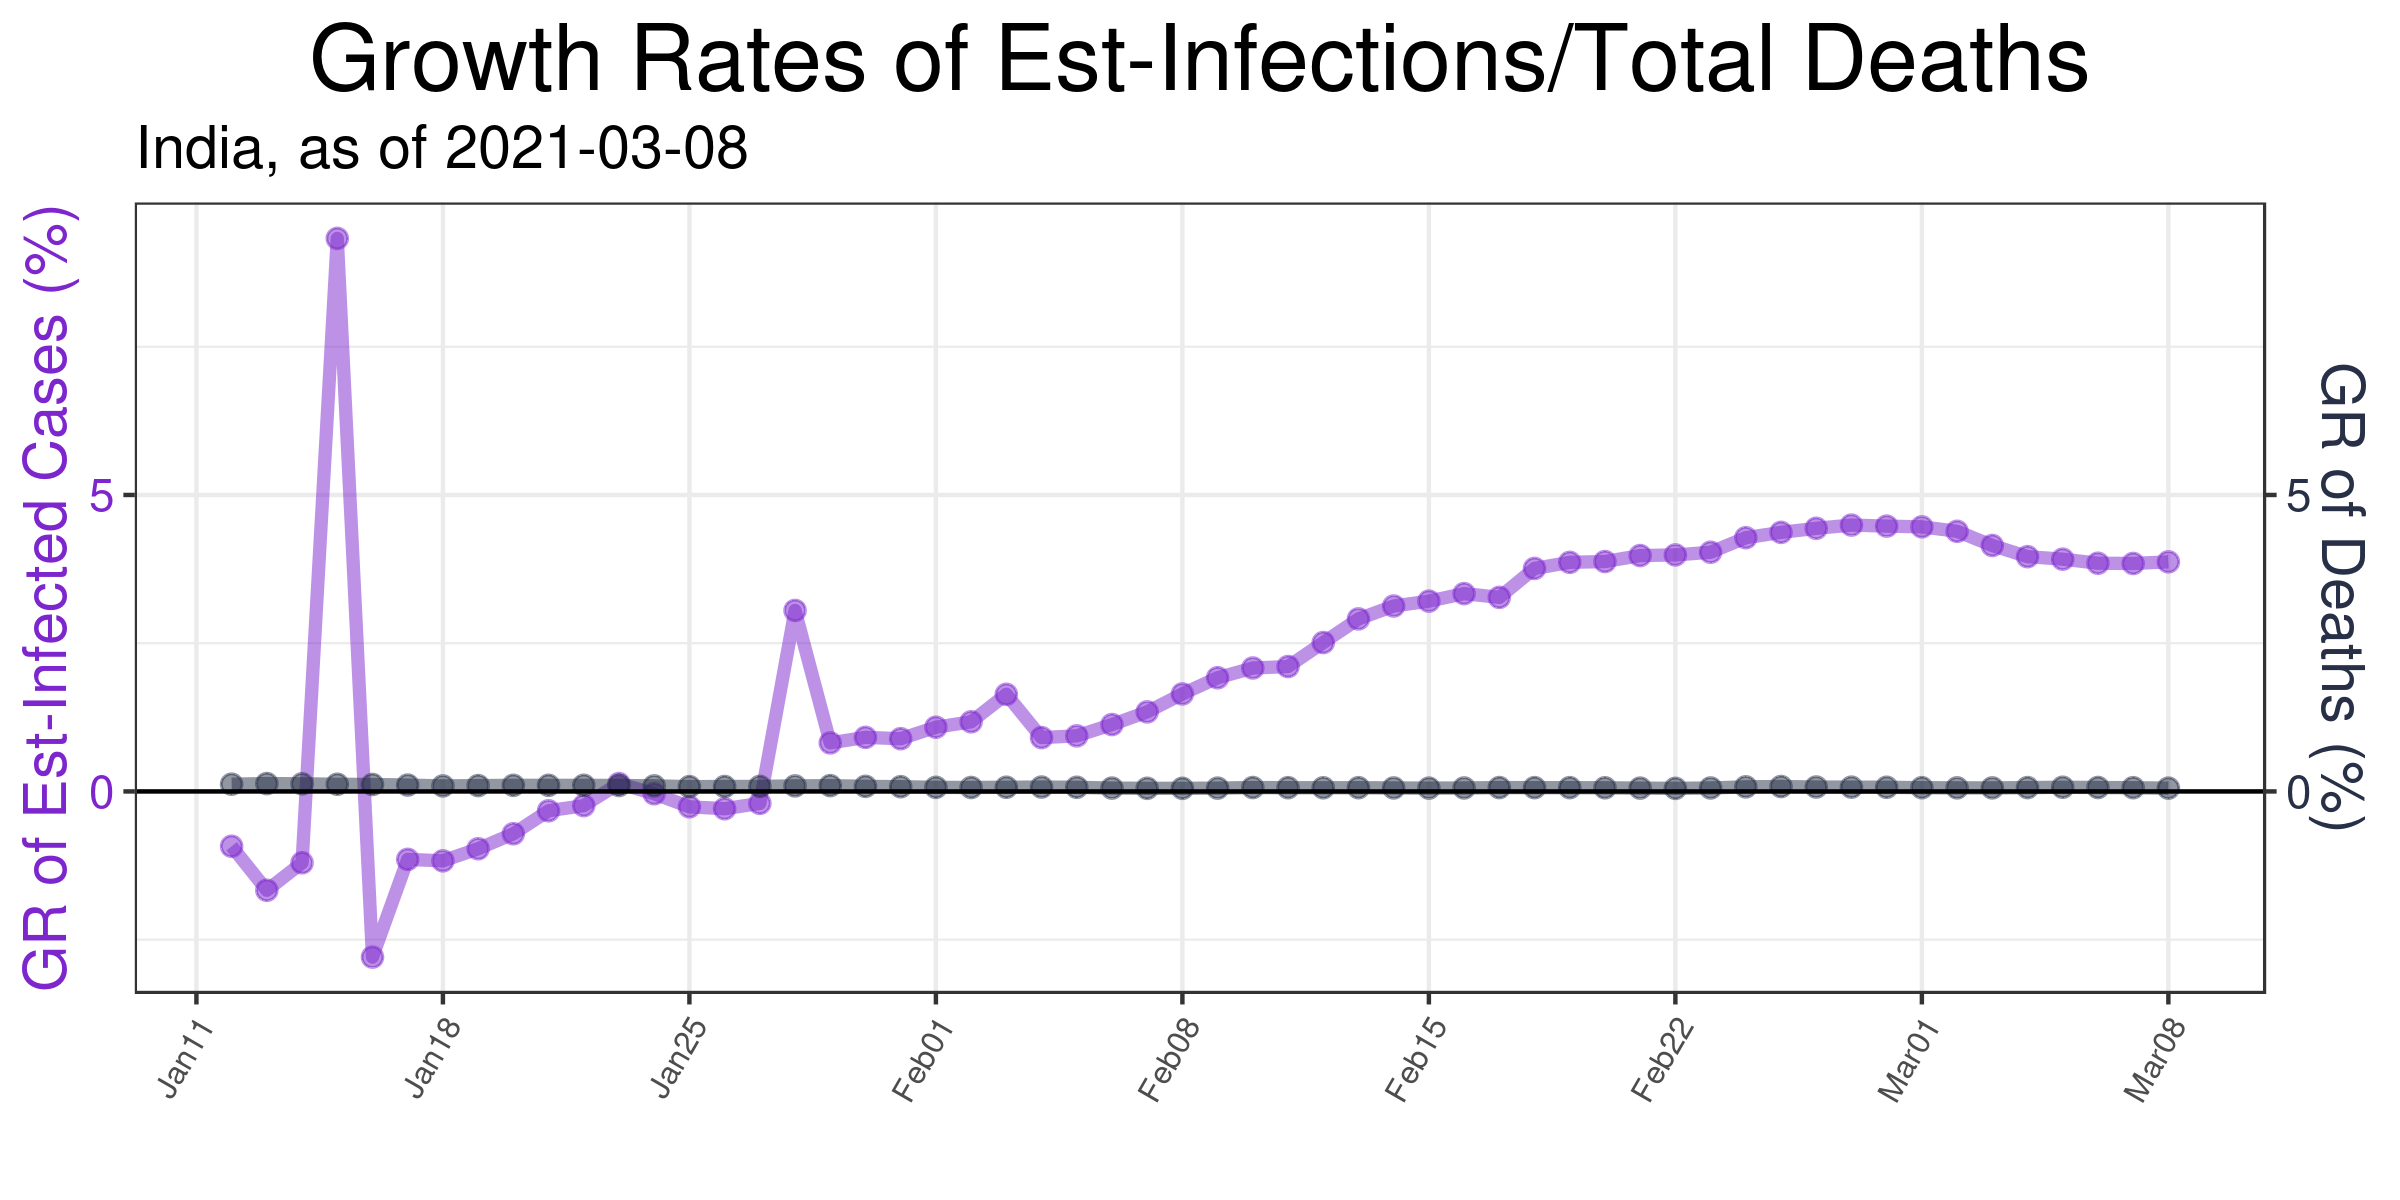 Growth Rates of Est-Infections/Total Deaths
India, as of 2021-03-08
GR of Est-Infected Cases (%)
5
0
5
0
GR of Deaths (%)
Jan11
Jan18
Jan25
Feb01
Feb08
Feb15
Feb22
Mar01
Mar08